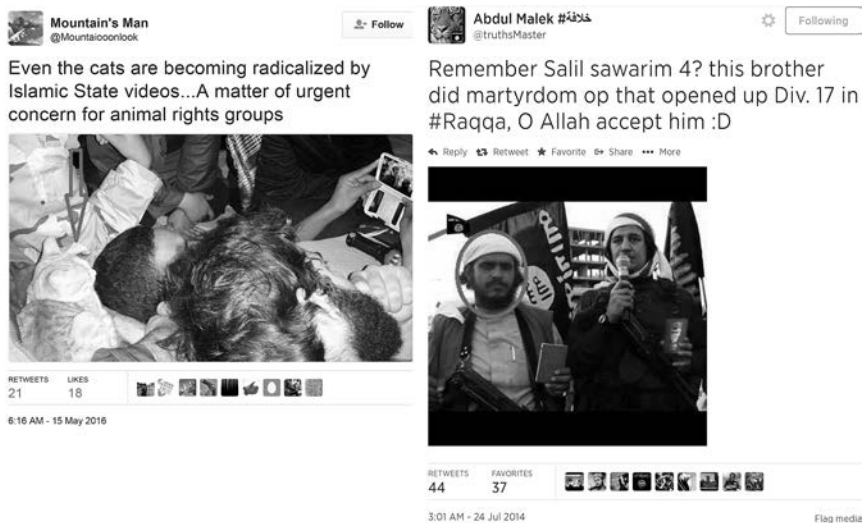 Mountain's Man
@Mountaiooonlook
Follow
Even the cats are becoming radicalized by
Islamic State videos...A matter of urgent
concern for animal rights groups
RETWEETS LIKES
21 18
6:16 AM - 15 May 2016
Abdul Malek #خلافة
@truthsMaster
Following
Remember Salil sawarim 4? this brother
did martyrdom op that opened up Div. 17 in
#Raqqa, O Allah accept him :D
Reply Retweet Favorite Share More
الله
RETWEETS FAVORITES
44 37
3:01 AM - 24 Jul 2014
Flag media